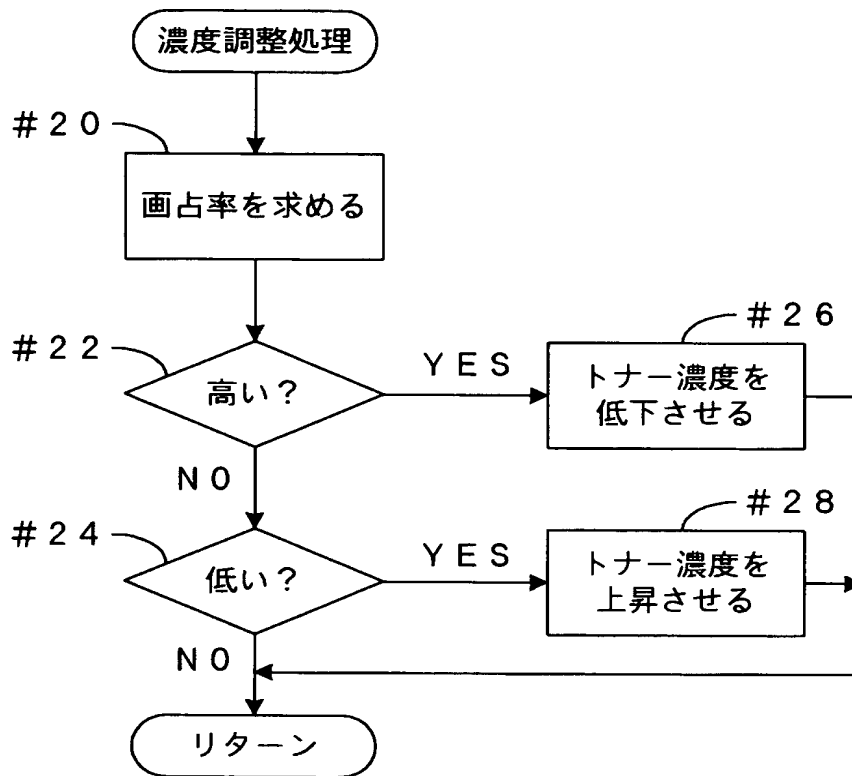 濃度調整処理
＃２０
画占率を求める
＃２２
高い？
ＹＥＳ
＃２６
トナー濃度を
低下させる
ＮＯ
＃２４
低い？
ＹＥＳ
＃２８
トナー濃度を
上昇させる
ＮＯ
リターン